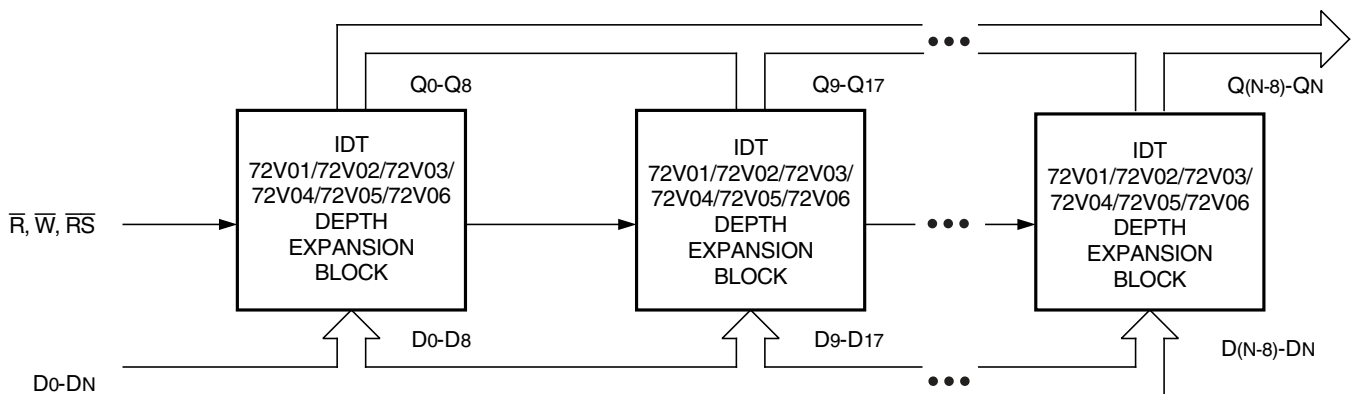 Q0-Q8
Q9-Q17
Q(N-8)-QN
IDT
72V01/72V02/72V03/
72V04/72V05/72V06
DEPTH
EXPANSION
BLOCK
IDT
72V01/72V02/72V03/
72V04/72V05/72V06
DEPTH
EXPANSION
BLOCK
IDT
72V01/72V02/72V03/
72V04/72V05/72V06
DEPTH
EXPANSION
BLOCK
R̅, W̅, R̅S̅
D0-D8
D9-D17
D(N-8)-DN
D0-DN